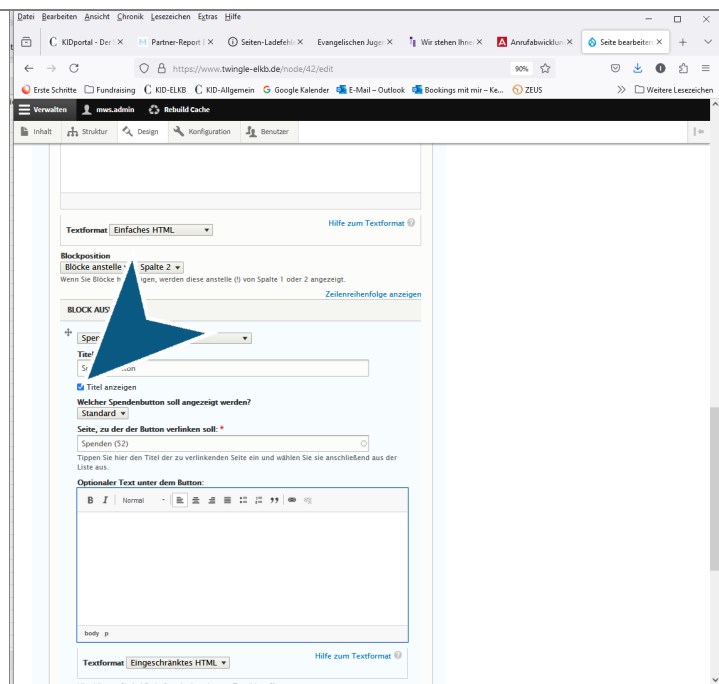 Datei Bearbeiten Ansicht Chronik Lesezeichen Extras Hilfe
KIDportal - Der S Partner-Report Seiten-Ladefehle Evangelischen Jugen Wir stehen Ihnen Anrufabwicklun Seite bearbeiten
https://www.twingle-elkb.de/node/42/edit 90%
Erste Schritte Fundraising KID-ELKB KID-Allgemein Google Kalender E-Mail – Outlook Bookings mit mir – Ke... ZEUS Weitere Lesezeichen
Verwalten mws.admin Rebuild Cache
Inhalt Struktur Design Konfiguration Benutzer
Textformat Einfaches HTML Hilfe zum Textformat
Blockposition
Blöcke anstelle Spalte 2
Wenn Sie Blöcke h igen, werden diese anstelle (!) von Spalte 1 oder 2 angezeigt.
Zeilenreihenfolge anzeigen
BLOCK AUS
Spen
Titel
S on
Titel anzeigen
Welcher Spendenbutton soll angezeigt werden?
Standard
Seite, zu der der Button verlinken soll: *
Spenden (52)
Tippen Sie hier den Titel der zu verlinkenden Seite ein und wählen Sie sie anschließend aus der
Liste aus.
Optionaler Text unter dem Button:
B I Normal
body p
Textformat Eingeschränktes HTML Hilfe zum Textformat